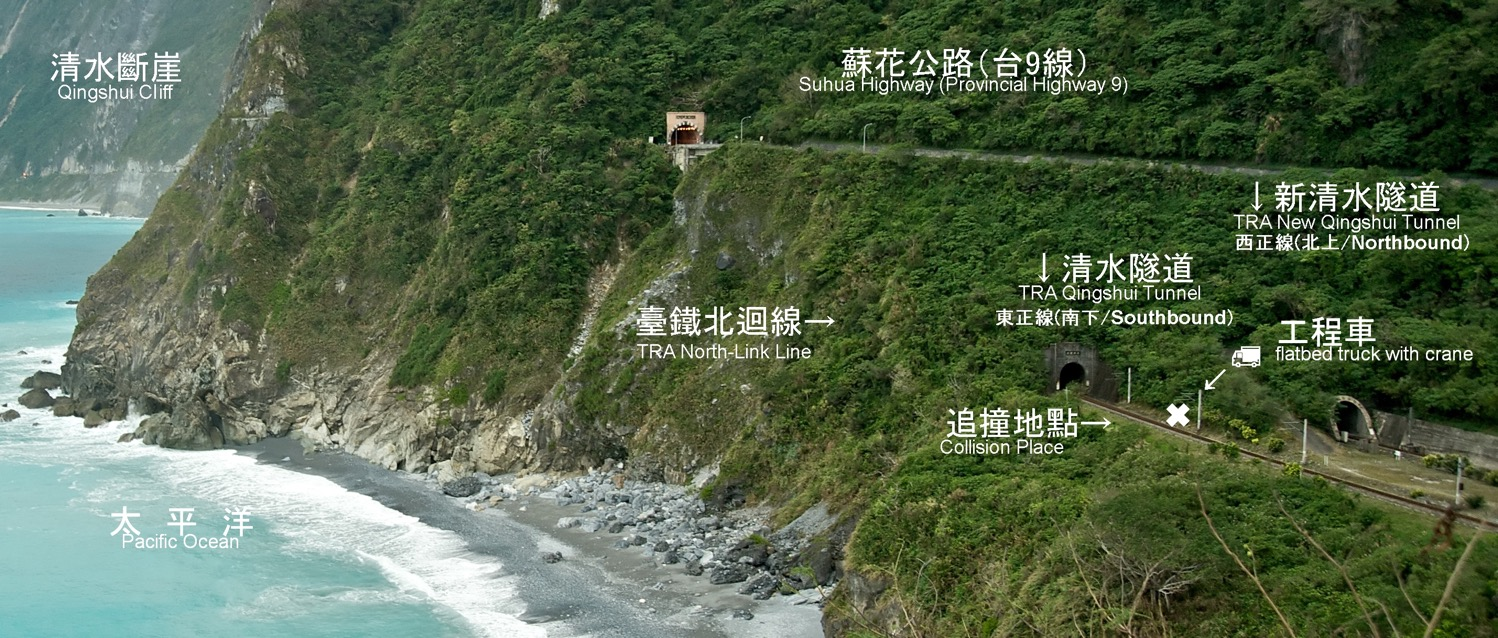 清水斷崖
Qingshui Cliff
蘇花公路(台9線)
Suhua Highway (Provincial Highway 9)
↓新清水隧道
TRA New Qingshui Tunnel
西正線(北上/Northbound)
↓清水隧道
TRA Qingshui Tunnel
東正線(南下/Southbound)
臺鐵北迴線→
TRA North-Link Line
工程車
flatbed truck with crane
追撞地點→
Collision Place
太平洋
Pacific Ocean